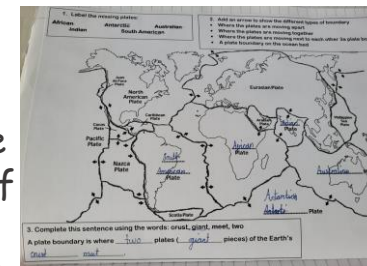 1. Label the moving plates:
African Antarctic Australian
Indian South American
2. Add an arrow to show the different types of boundary
• Where the plates are moving apart
• Where the plates are moving together
• Where the plates are moving next to each other
• A plate boundary on the ocean bed
e
f
North
American
Plate
Eurasian Plate
Caribbean
Plate
Cocos
Plate
Pacific
Plate
Nazca
Plate
South
American
Plate
African
Plate
Indian
Plate
Australian
Antarctica
Plate
Scotia Plate
3. Complete this sentence using the words: crust, giant, meet, two
A plate boundary is where two plates ( giant pieces) of the Earth's
crust meet